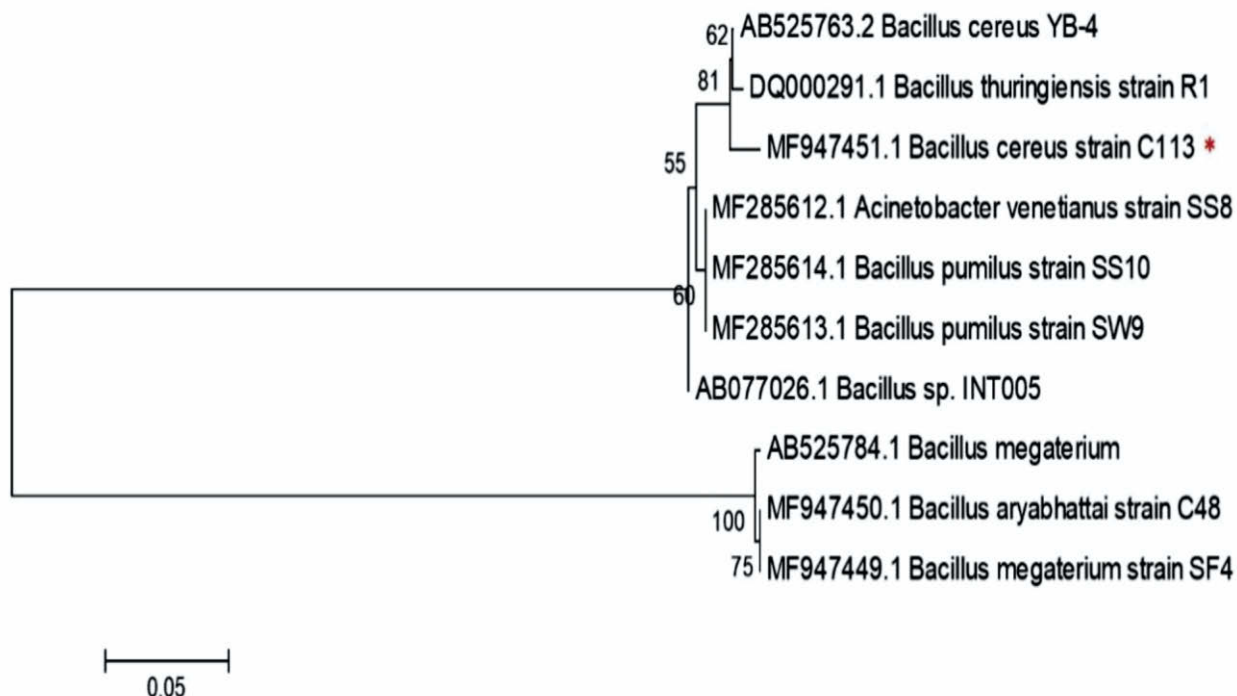 62
AB525763.2 Bacillus cereus YB-4
81
DQ000291.1 Bacillus thuringiensis strain R1
MF947451.1 Bacillus cereus strain C113 *
55
MF285612.1 Acinetobacter venetianus strain SS8
MF285614.1 Bacillus pumilus strain SS10
60
MF285613.1 Bacillus pumilus strain SW9
AB077026.1 Bacillus sp. INT005
AB525784.1 Bacillus megaterium
MF947450.1 Bacillus aryabhattai strain C48
100
75
MF947449.1 Bacillus megaterium strain SF4
0.05